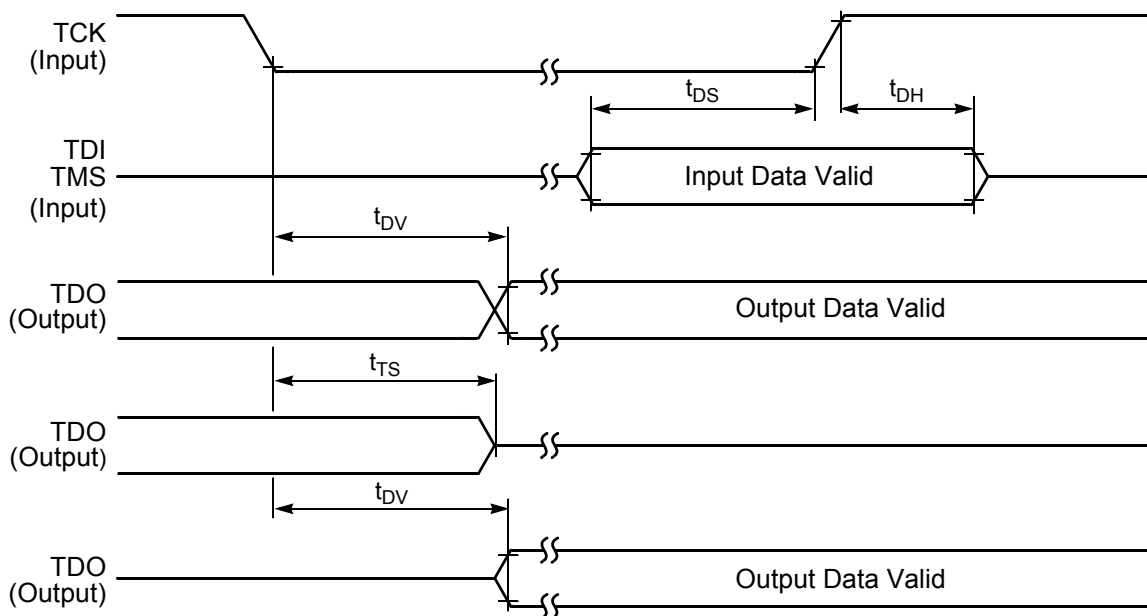 TCK
(Input)
tDS
tDH
TDI
TMS
(Input)
Input Data Valid
tDV
TDO
(Output)
Output Data Valid
tTS
TDO
(Output)
tDV
TDO
(Output)
Output Data Valid